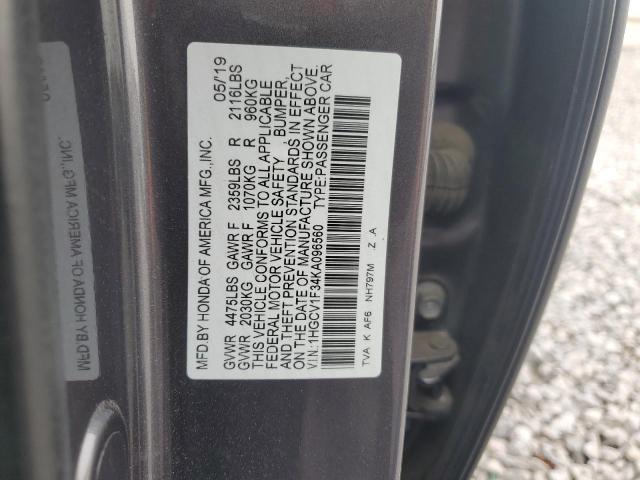 MFD.BY HONDA OF AMERICA MFG.,INC. 05/19
GVWR 4475LBS GAWR F 2359LBS R 2116LBS
GVWR 2030KG GAWR F 1070KG R 960KG
THIS VEHICLE CONFORMS TO ALL APPLICABLE
FEDERAL MOTOR VEHICLE SAFETY , BUMPER,
AND THEFT PREVENTION STANDARDS IN EFFECT
ON THE DATE OF MANUFACTURE SHOWN ABOVE.
V.I.N.:1HGCV1F34KA096560 TYPE:PASSENGER CAR
TVA K AF6 NH797M Z .A
MFD.BY HONDA OF AMERICA MFG.,INC.